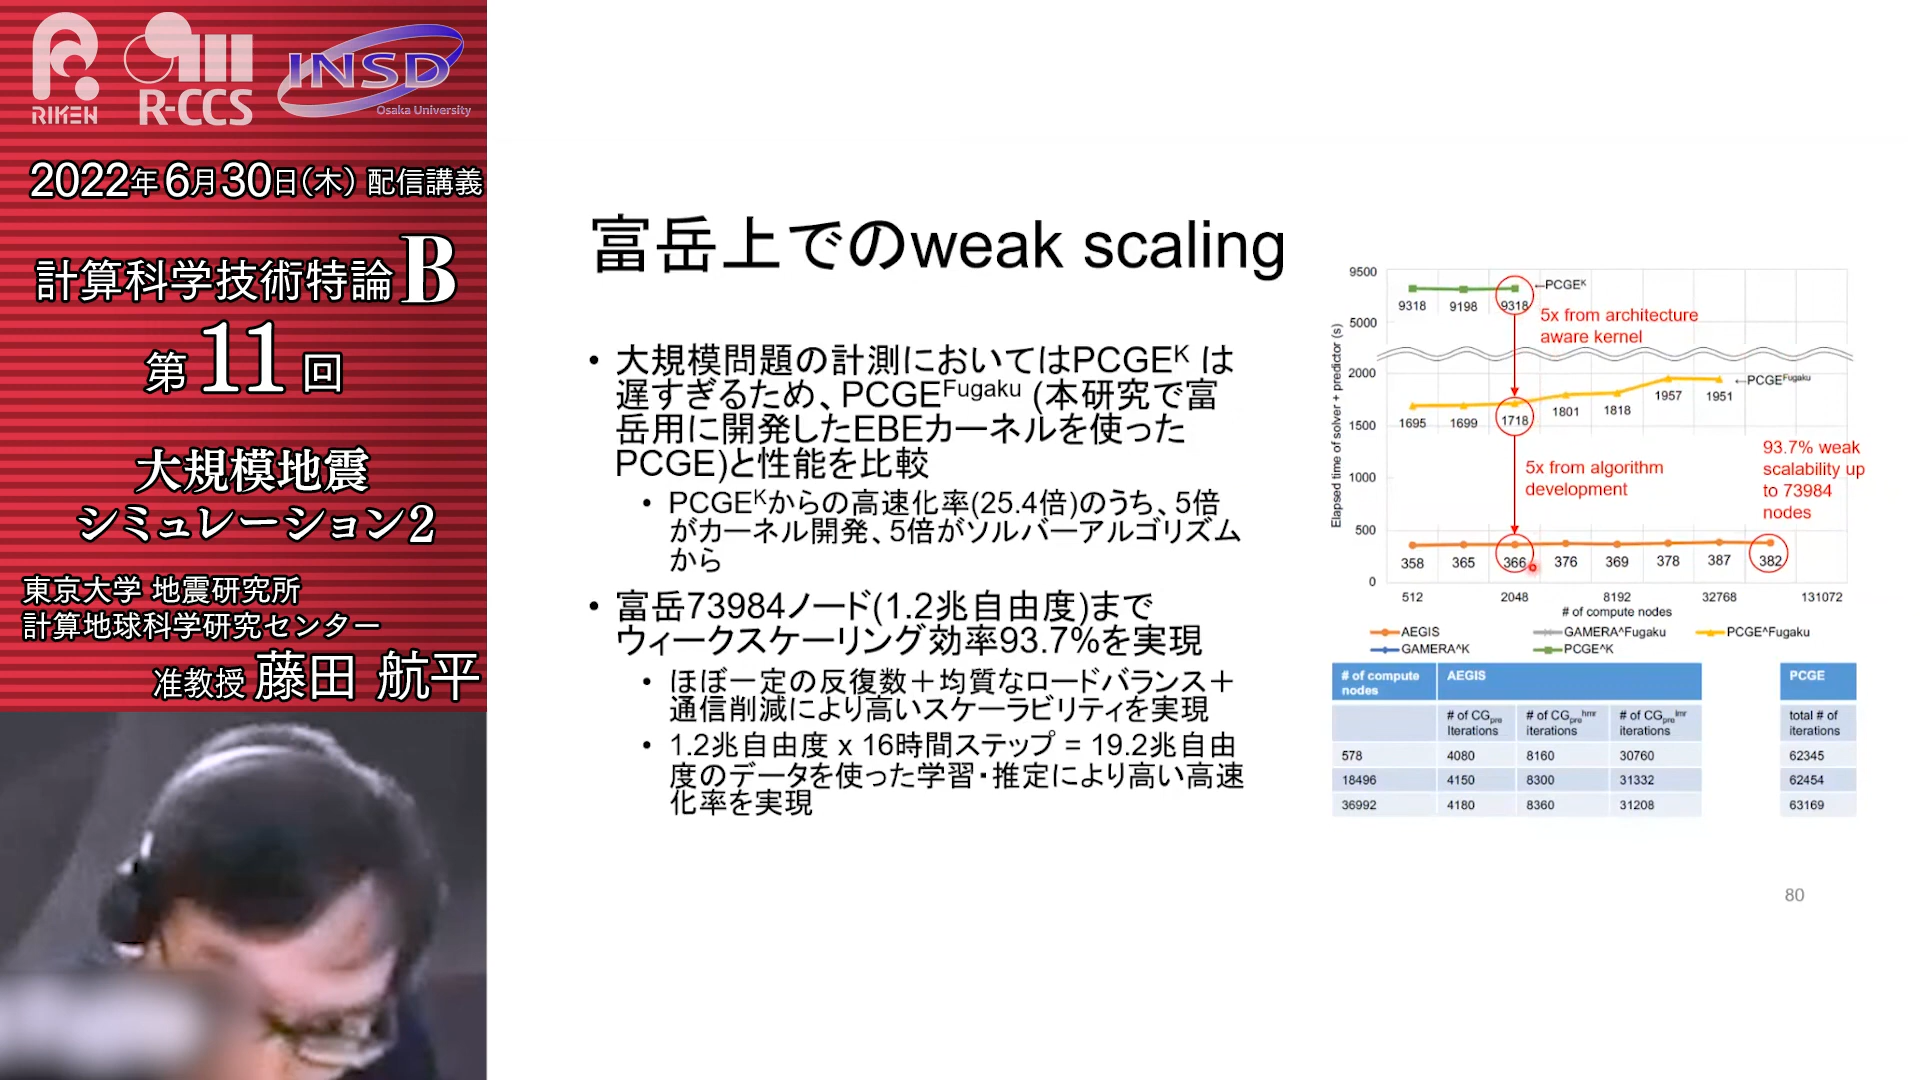 RIKEN
R-CCS
INSD
Osaka University
2022年6月30日(木) 配信講義
計算科学技術特論B
第11回
大規模地震
シミュレーション2
東京大学 地震研究所
計算地球科学研究センター
准教授 藤田 航平
富岳上でのweak scaling
• 大規模問題の計測においてはPCGEᴷ は
遅すぎるため、PCGEFugaku (本研究で富
岳用に開発したEBEカーネルを使った
PCGE)と性能を比較
• PCGEᴷからの高速化率(25.4倍)のうち、5倍
がカーネル開発、5倍がソルバーアルゴリズム
から
• 富岳73984ノード(1.2兆自由度)まで
ウィークスケーリング効率93.7%を実現
• ほぼ一定の反復数＋均質なロードバランス＋
通信削減により高いスケーラビリティを実現
• 1.2兆自由度 x 16時間ステップ = 19.2兆自由
度のデータを使った学習・推定により高い高速
化率を実現
Elapsed time of solver + predictor (s)
9500
5000
2000
1500
1000
500
0
←PCGEᴷ
9318 9198 9318
5x from architecture
aware kernel
←PCGEFugaku
1695 1699 1718 1801 1818 1957 1951
5x from algorithm
development
93.7% weak
scalability up
to 73984
nodes
358 365 366 376 369 378 387 382
512 2048 8192 32768 131072
# of compute nodes
AEGIS GAMERA^Fugaku PCGE^Fugaku
GAMERA^K PCGE^K
# of compute nodes AEGIS PCGE
# of CGpre Iterations # of CGprehmr iterations # of CGprelmr iterations total # of iterations
578 4080 8160 30760 62345
18496 4150 8300 31332 62454
36992 4180 8360 31208 63169
80